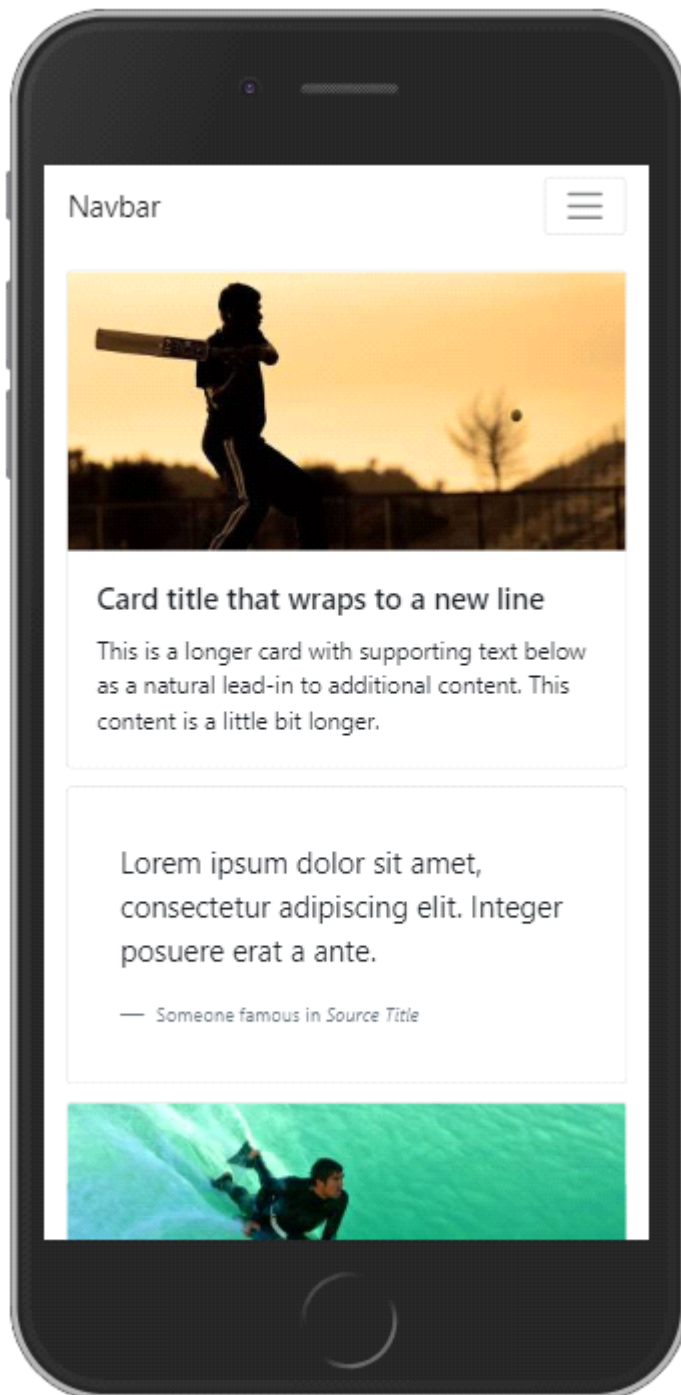 Navbar
Card title that wraps to a new line
This is a longer card with supporting text below
as a natural lead-in to additional content. This
content is a little bit longer.
Lorem ipsum dolor sit amet,
consectetur adipiscing elit. Integer
posuere erat a ante.
— Someone famous in Source Title